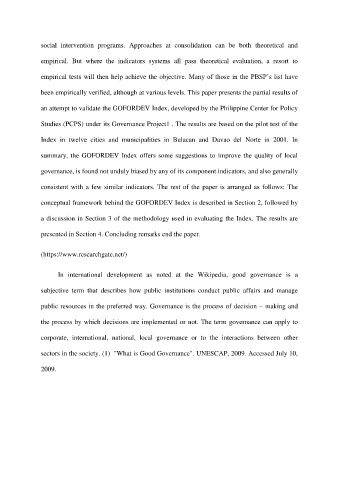 social intervention programs. Approaches at consolidation can be both theoretical and
empirical. But where the indicators systems all pass theoretical evaluation, a resort to
empirical tests will then help achieve the objective. Many of those in the PBSP's list have
been empirically verified, although at various levels. This paper presents the partial results of
an attempt to validate the GOFORDEV Index, developed by the Philippine Center for Policy
Studies (PCPS) under its Governance Project1 . The results are based on the pilot test of the
Index in twelve cities and municipalities in Bulacan and Davao del Norte in 2001. In
summary, the GOFORDEV Index offers some suggestions to improve the quality of local
governance, is found not unduly biased by any of its component indicators, and also generally
consistent with a few similar indicators. The rest of the paper is arranged as follows: The
conceptual framework behind the GOFORDEV Index is described in Section 2, followed by
a discussion in Section 3 of the methodology used in evaluating the Index. The results are
presented in Section 4. Concluding remarks end the paper.
(https://www.researchgate.net/)
In international development as noted at the Wikipedia, good governance is a
subjective term that describes how public institutions conduct public affairs and manage
public resources in the preferred way. Governance is the process of decision – making and
the process by which decisions are implemented or not. The term governance can apply to
corporate, international, national, local governance or to the interactions between other
sectors in the society. (1) "What is Good Governance". UNESCAP, 2009. Accessed July 10,
2009.